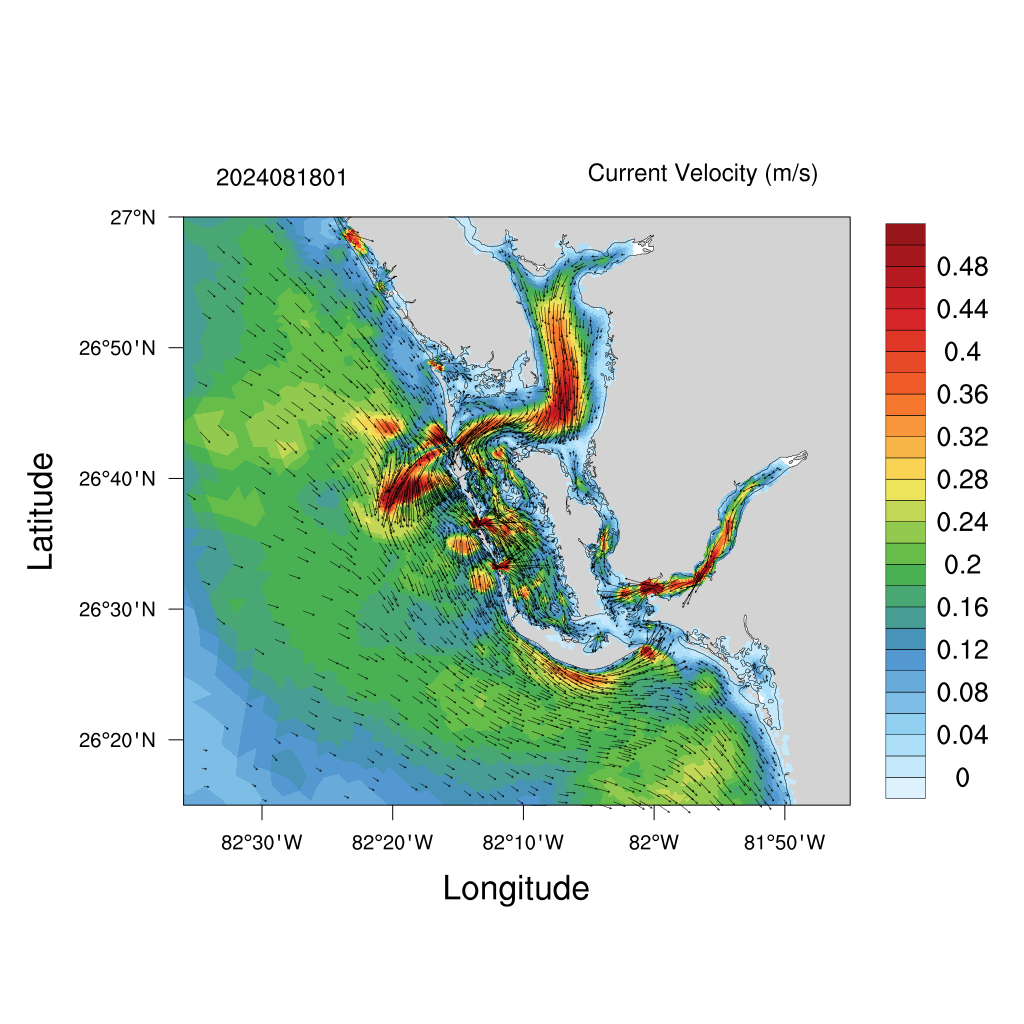 2024081801
Current Velocity (m/s)
27°N
26°50'N
26°40'N
26°30'N
26°20'N
Latitude
82°30'W
82°20'W
82°10'W
82°W
81°50'W
Longitude
0.48
0.44
0.4
0.36
0.32
0.28
0.24
0.2
0.16
0.12
0.08
0.04
0